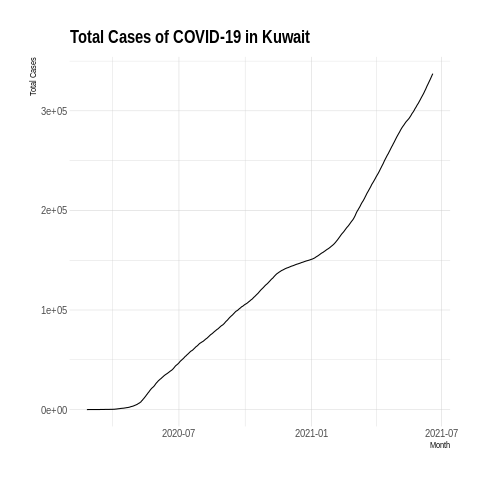 Total Cases of COVID-19 in Kuwait
Total Cases
3e+05
2e+05
1e+05
0e+00
2020-07 2021-01 2021-07
Month